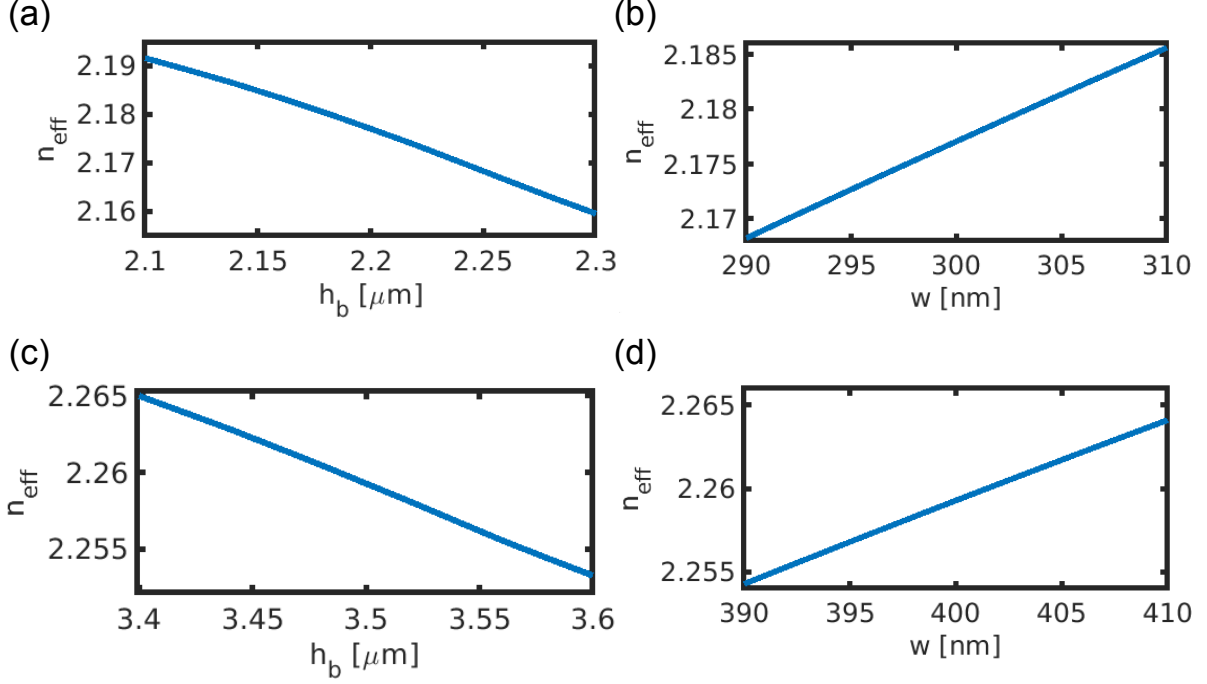 (a)
2.19
2.18
2.17
2.16
n_eff
2.1 2.15 2.2 2.25 2.3
h_b [μm]
(b)
2.185
2.18
2.175
2.17
n_eff
290 295 300 305 310
w [nm]
(c)
2.265
2.26
2.255
n_eff
3.4 3.45 3.5 3.55 3.6
h_b [μm]
(d)
2.265
2.26
2.255
n_eff
390 395 400 405 410
w [nm]